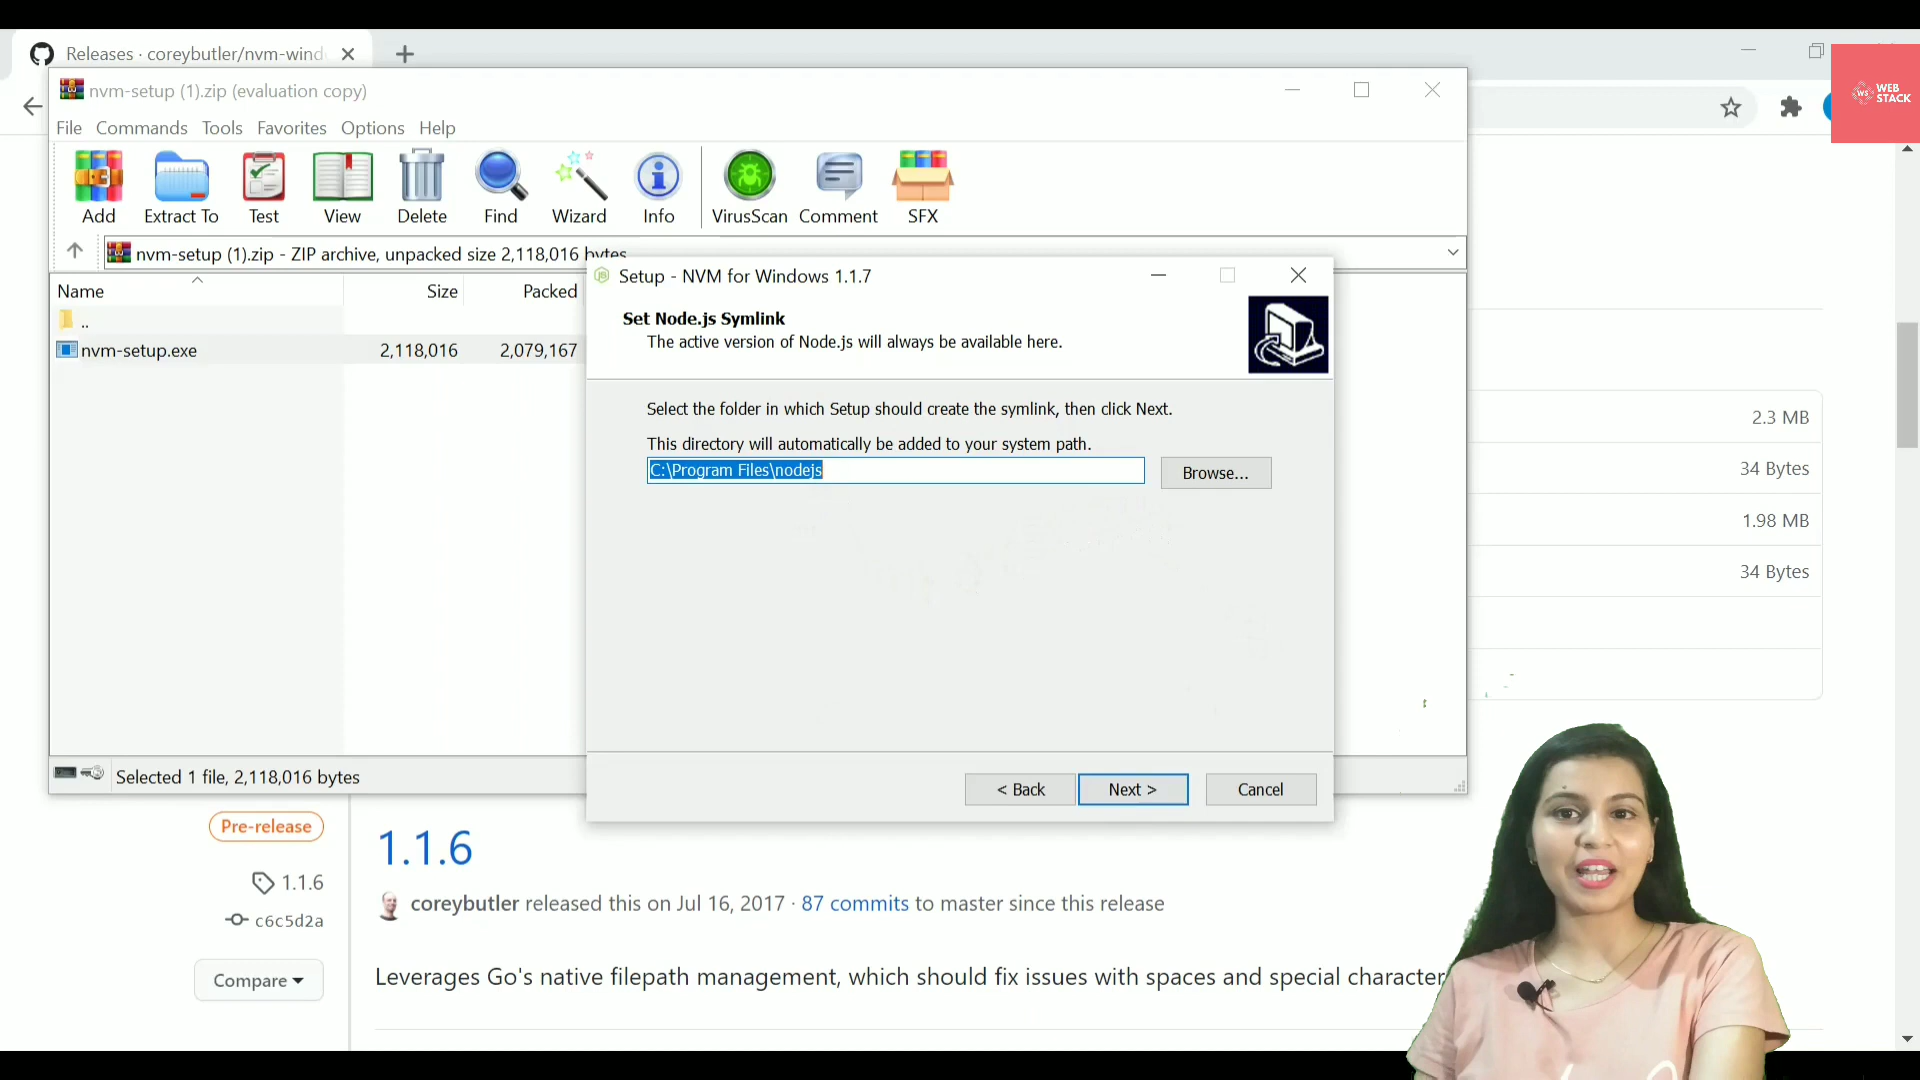 Releases · coreybutler/nvm-wind
WEB
STACK
WS
nvm-setup (1).zip (evaluation copy)
File Commands Tools Favorites Options Help
Add Extract To Test View Delete Find Wizard Info VirusScan Comment SFX
nvm-setup (1).zip - ZIP archive, unpacked size 2,118,016 bytes
Name Size Packed
..
nvm-setup.exe 2,118,016 2,079,167
Setup - NVM for Windows 1.1.7
Set Node.js Symlink
The active version of Node.js will always be available here.
Select the folder in which Setup should create the symlink, then click Next.
This directory will automatically be added to your system path.
C:\Program Files\nodejs
Browse...
< Back Next > Cancel
2.3 MB
34 Bytes
1.98 MB
34 Bytes
Selected 1 file, 2,118,016 bytes
Pre-release
1.1.6
c6c5d2a
Compare
1.1.6
coreybutler released this on Jul 16, 2017 · 87 commits to master since this release
Leverages Go's native filepath management, which should fix issues with spaces and special character